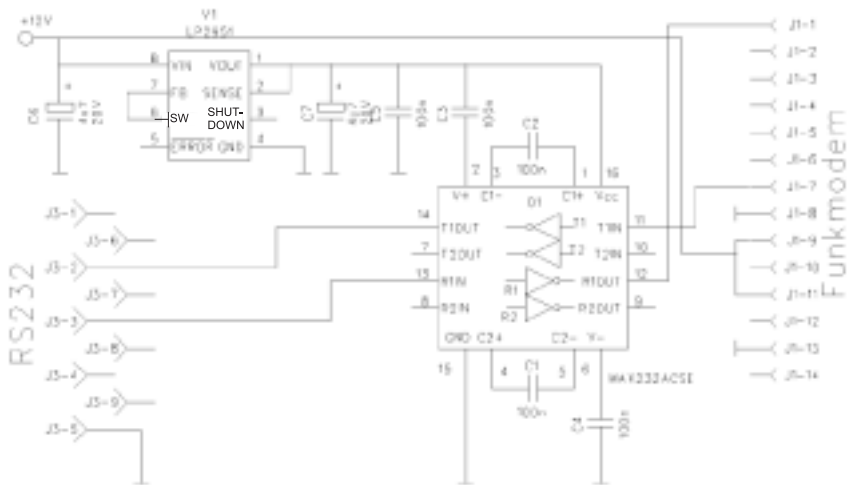 +12V
V1
LP2951
8 VIN VOUT 1
7 FB SENSE 2
6 SW SHUT-DOWN 3
5 ERROR GND 4
C6
4u7
C7
100n
C3
100n
C2
100n
2 3 1 16
V+ C1- C1+ Vcc
D1
14 T1OUT T1 T1IN 11
7 T2OUT T2 T2IN 10
13 R1IN R1 R1OUT 12
8 R2IN R2 R2OUT 9
GND C2+ C2- V-
15 4 5 6
C1
100n
MAX232ACSE
C4
100n
RS232
J3-1
J3-6
J3-2
J3-7
J3-3
J3-8
J3-4
J3-9
J3-5
J1-1
J1-2
J1-3
J1-4
J1-5
J1-6
J1-7
J1-8
J1-9
J1-10
J1-11
J1-12
J1-13
J1-14
Funkmodem